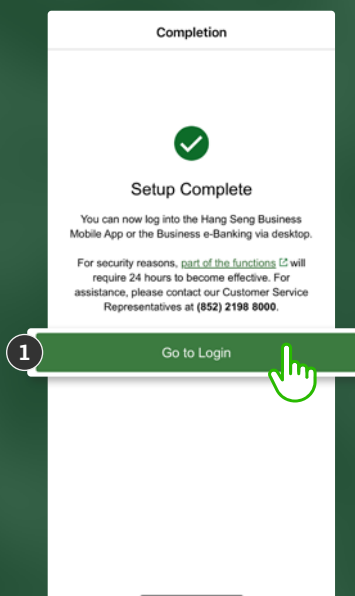 Completion
Setup Complete
You can now log into the Hang Seng Business
Mobile App or the Business e-Banking via desktop.
For security reasons, part of the functions will
require 24 hours to become effective. For
assistance, please contact our Customer Service
Representatives at (852) 2198 8000.
1
Go to Login